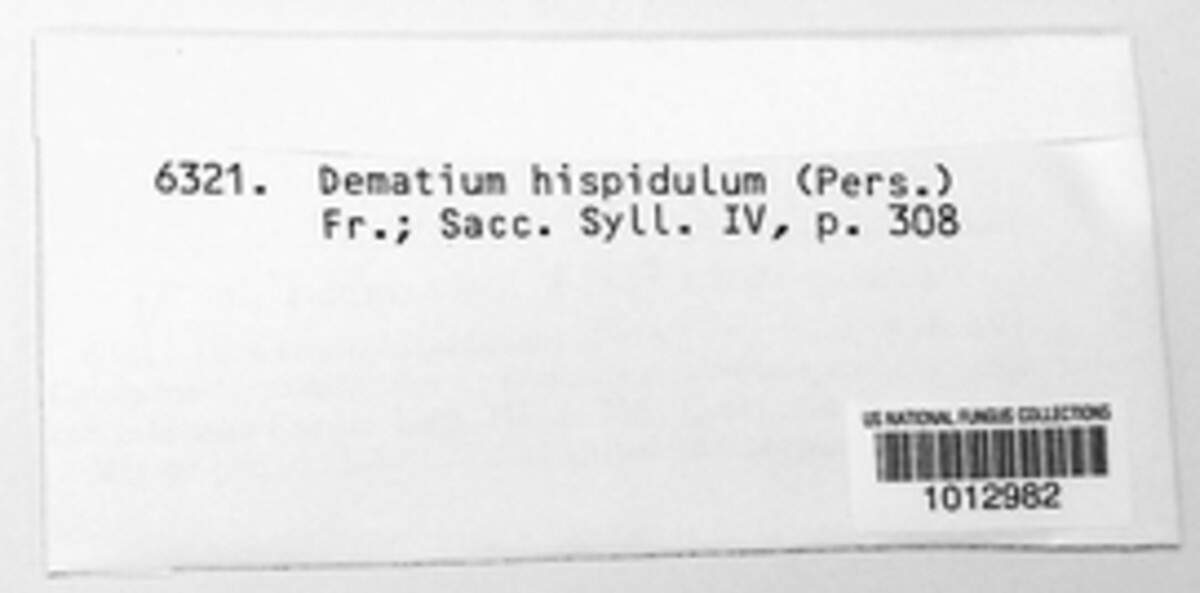 6321. Dematium hispidulum (Pers.)
Fr.; Sacc. Syll. IV, p. 308
US NATIONAL FUNGUS COLLECTIONS
1012982